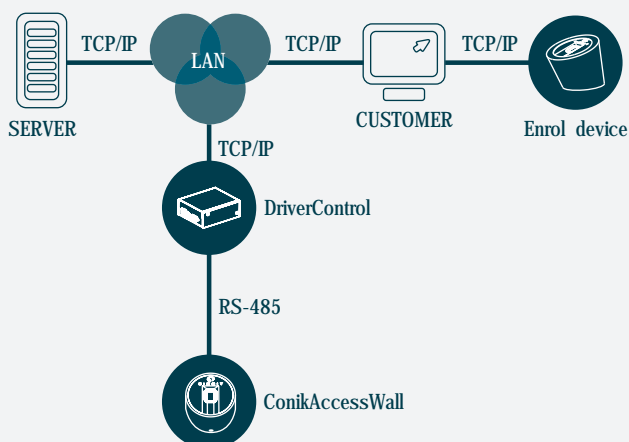 TCP/IP
TCP/IP
TCP/IP
LAN
SERVER
CUSTOMER
Enrol device
TCP/IP
DriverControl
RS-485
ConikAccessWall